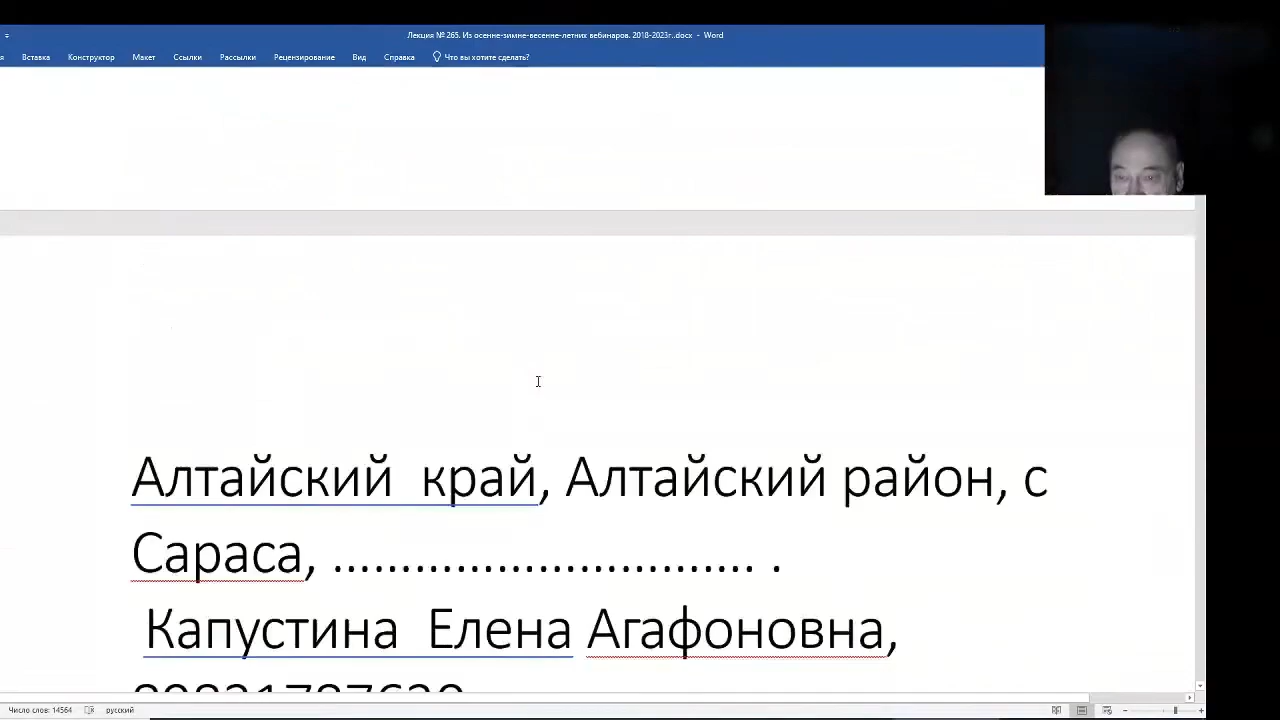 Лекция № 265. Из осенне-зимне-весенне-летних вебинаров. 2018-2023г..docx - Word
Вставка Конструктор Макет Ссылки Рассылки Рецензирование Вид Справка Что вы хотите сделать?
Алтайский край, Алтайский район, с
Сараса, ................................ .
Капустина Елена Агафоновна,
Число слов: 14564 русский